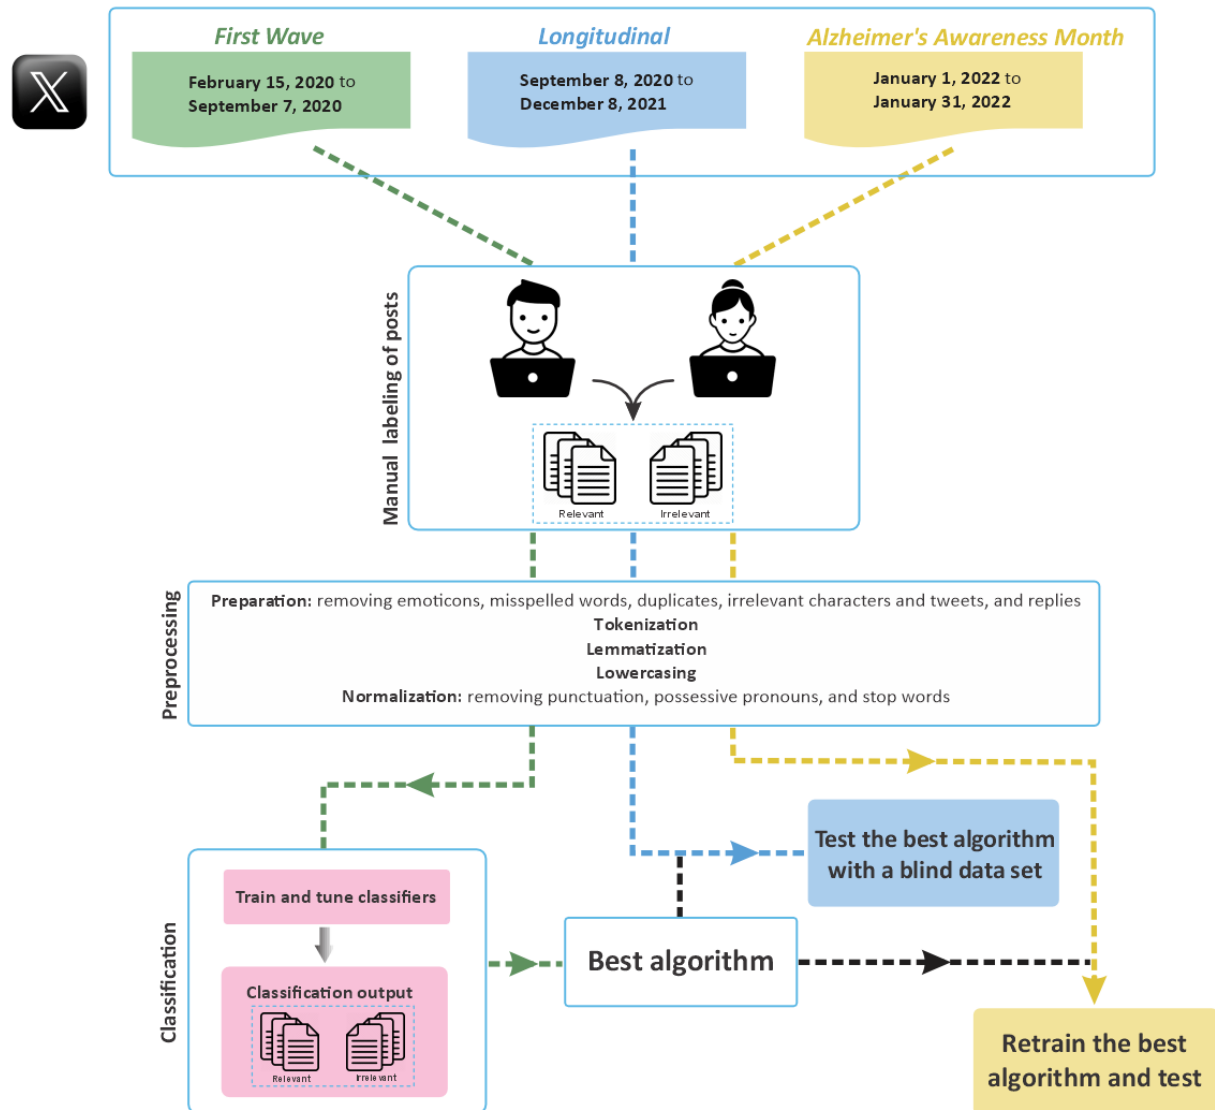 First Wave
Longitudinal
Alzheimer's Awareness Month
February 15, 2020 to
September 7, 2020
September 8, 2020 to
December 8, 2021
January 1, 2022 to
January 31, 2022
X
Manual labeling of posts
Relevant
Irrelevant
Preprocessing
Preparation: removing emoticons, misspelled words, duplicates, irrelevant characters and tweets, and replies
Tokenization
Lemmatization
Lowercasing
Normalization: removing punctuation, possessive pronouns, and stop words
Test the best algorithm
with a blind data set
Classification
Train and tune classifiers
Classification output
Relevant
Irrelevant
Best algorithm
Retrain the best
algorithm and test